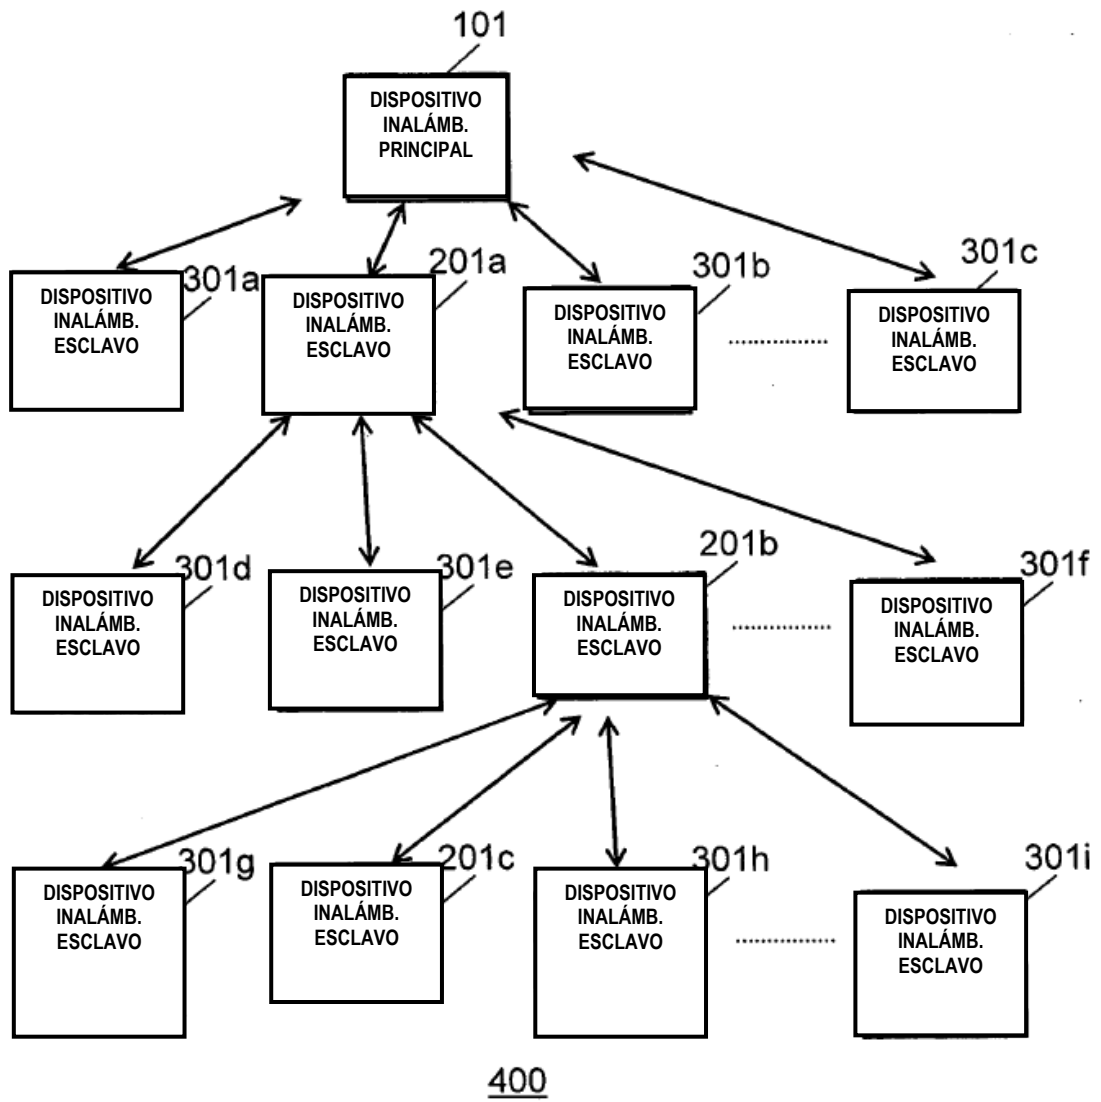 101
DISPOSITIVO
INALÁMB.
PRINCIPAL
301a
DISPOSITIVO
INALÁMB.
ESCLAVO
201a
DISPOSITIVO
INALÁMB.
ESCLAVO
301b
DISPOSITIVO
INALÁMB.
ESCLAVO
301c
DISPOSITIVO
INALÁMB.
ESCLAVO
301d
DISPOSITIVO
INALÁMB.
ESCLAVO
301e
DISPOSITIVO
INALÁMB.
ESCLAVO
201b
DISPOSITIVO
INALÁMB.
ESCLAVO
301f
DISPOSITIVO
INALÁMB.
ESCLAVO
301g
DISPOSITIVO
INALÁMB.
ESCLAVO
201c
DISPOSITIVO
INALÁMB.
ESCLAVO
301h
DISPOSITIVO
INALÁMB.
ESCLAVO
301i
DISPOSITIVO
INALÁMB.
ESCLAVO
400